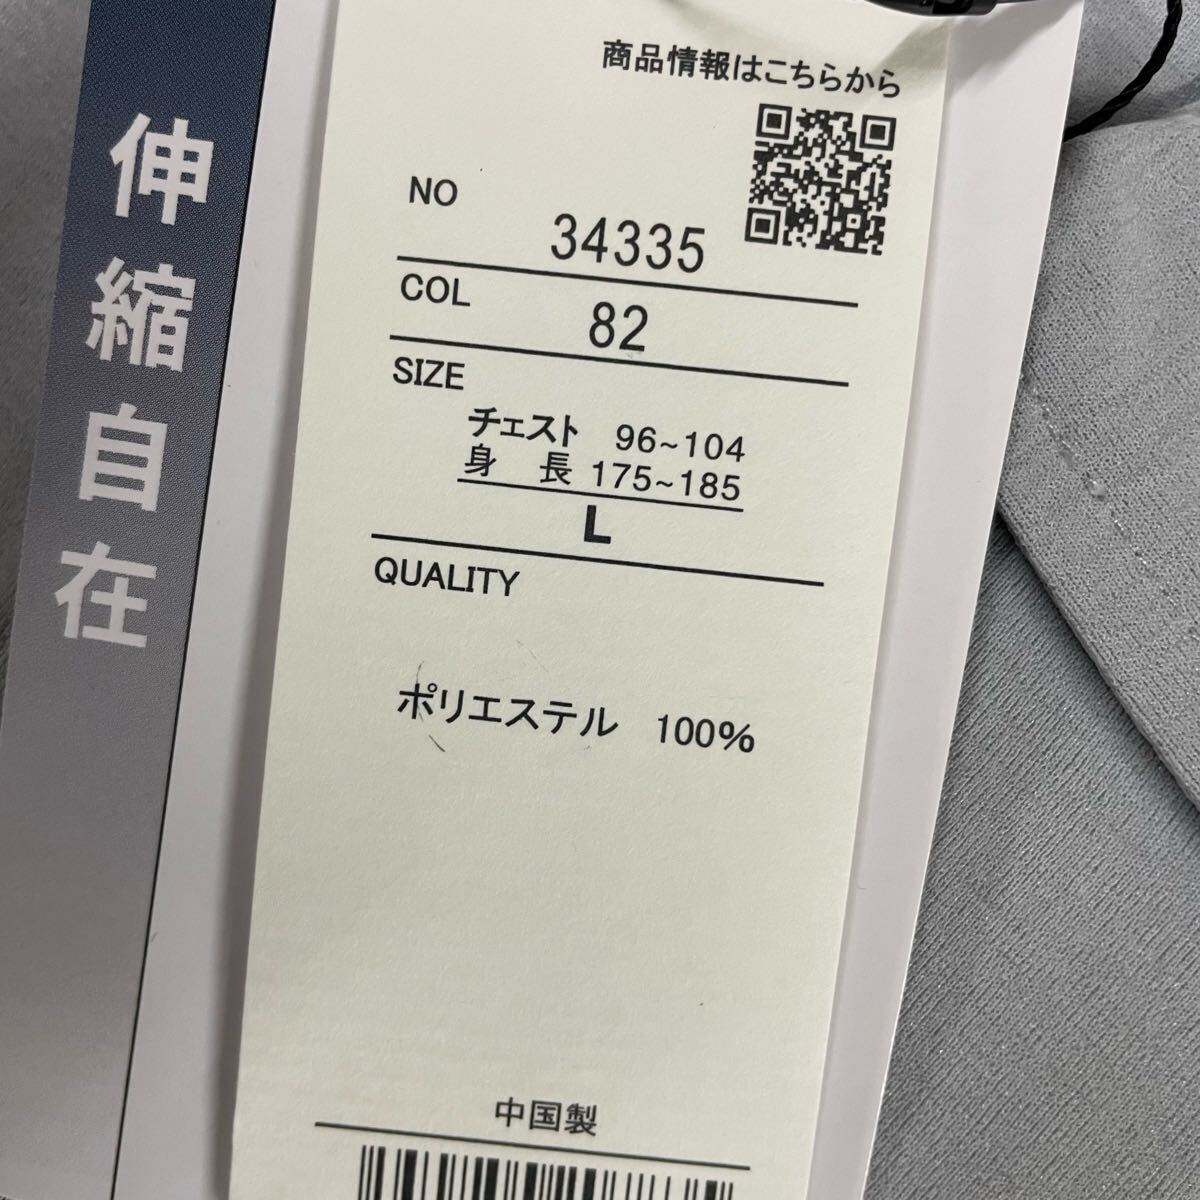 伸縮自在
商品情報はこちらから
NO 34335
COL 82
SIZE
チェスト 96~104
身 長 175~185
L
QUALITY
ポリエステル 100%
中国製